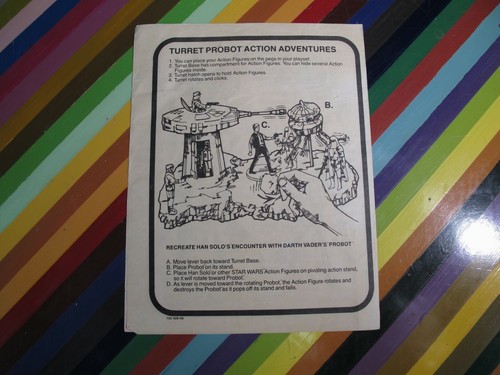 TURRET PROBOT ACTION ADVENTURES
1. You can place your Action Figures on the pegs in your playset.
2. Turret Base has compartment for Action Figures. You can hide several Action
Figures inside.
3. Turret hatch opens to hold Action Figures.
4. Turret rotates and clicks.
B.
C.
RECREATE HAN SOLO'S ENCOUNTER WITH DARTH VADER'S 'PROBOT'
A. Move lever back toward Turret Base.
B. Place Probot on its stand.
C. Place Han Solo or other STAR WARS Action Figures on pivoting action stand,
so it will rotate toward Probot.
D. As lever is moved toward the rotating Probot, the Action Figure rotates and
destroys the Probot as it pops off its stand and falls.